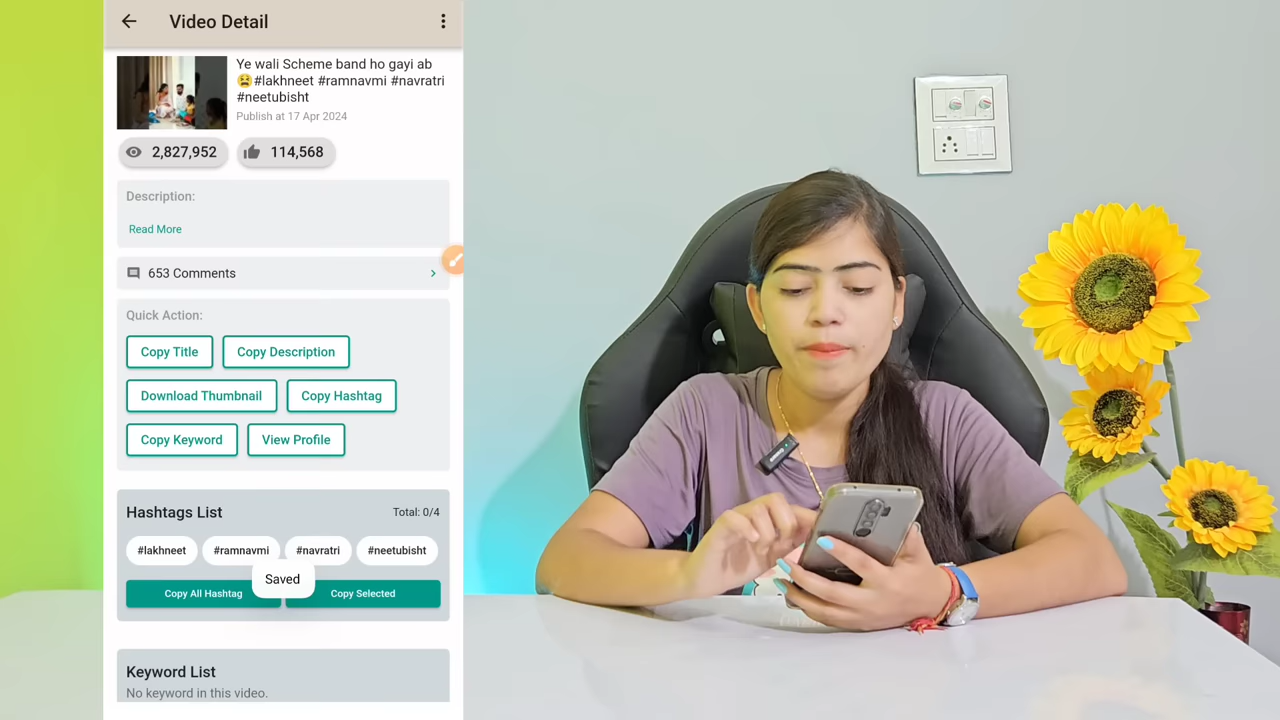 Video Detail
Ye wali Scheme band ho gayi ab
😫#lakhneet #ramnavmi #navratri
#neetubisht
Publish at 17 Apr 2024
2,827,952
114,568
Description:
Read More
653 Comments
Quick Action:
Copy Title
Copy Description
Download Thumbnail
Copy Hashtag
Copy Keyword
View Profile
Hashtags List
Total: 0/4
#lakhneet
#ramnavmi
#navratri
#neetubisht
Saved
Copy All Hashtag
Copy Selected
Keyword List
No keyword in this video.